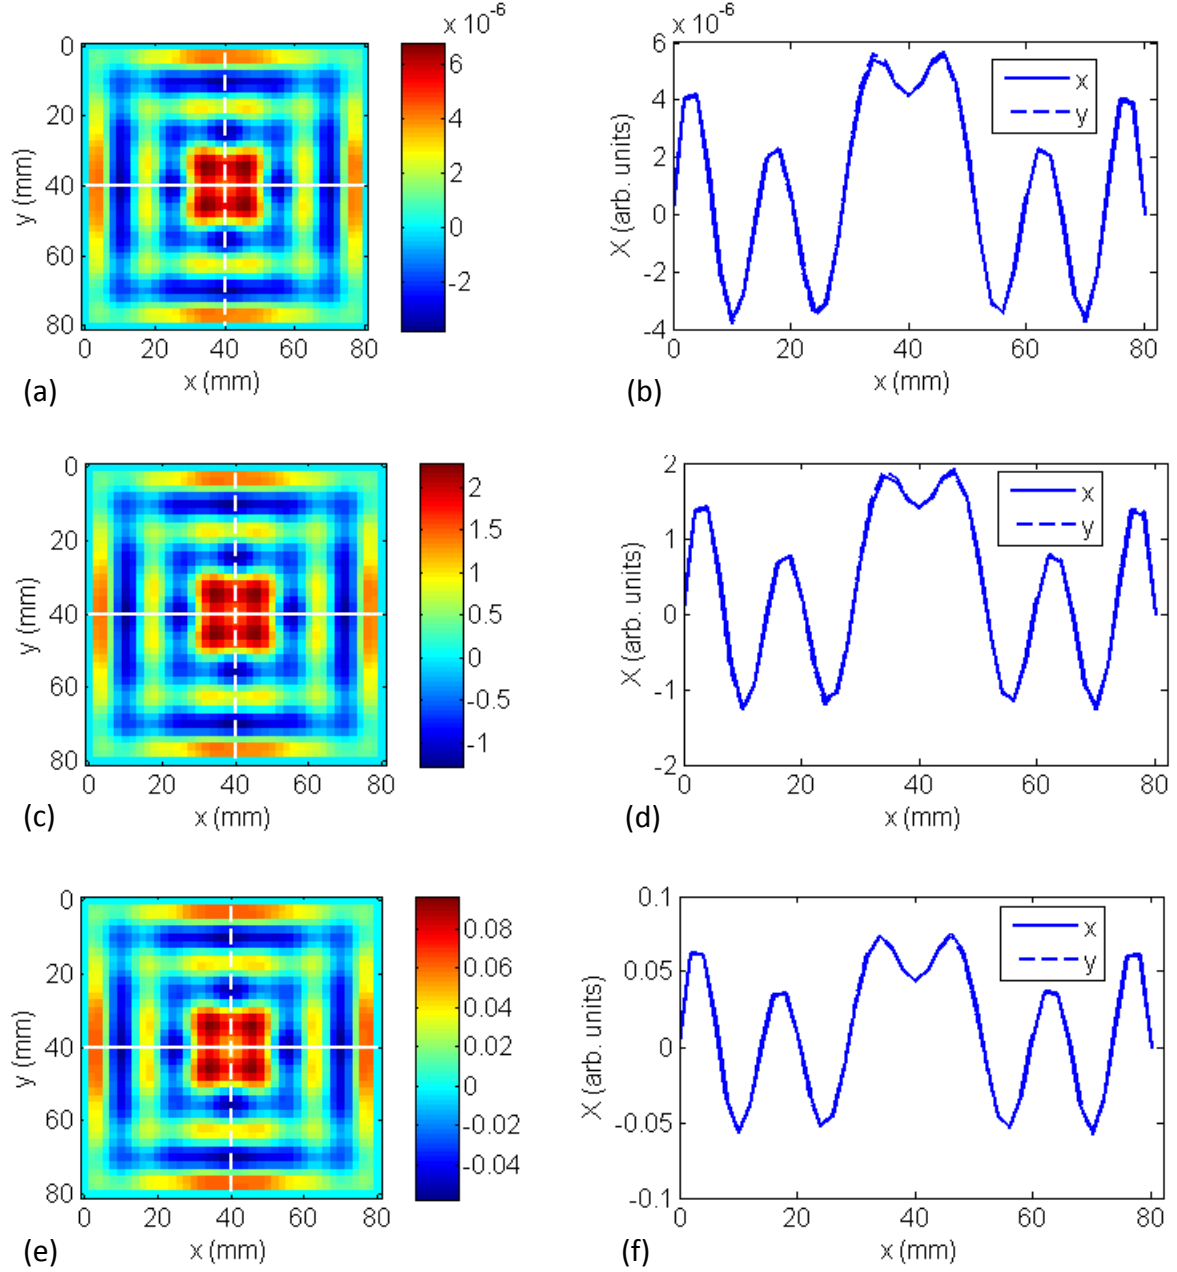 x 10⁻⁶
0
20
40
60
80
y (mm)
0 20 40 60 80
x (mm)
6
4
2
0
-2
(a)
x 10⁻⁶
6
4
2
0
-2
-4
X (arb. units)
0 20 40 60 80
x (mm)
x
y
(b)
0
20
40
60
80
y (mm)
0 20 40 60 80
x (mm)
2
1.5
1
0.5
0
-0.5
-1
(c)
2
1
0
-1
-2
X (arb. units)
0 20 40 60 80
x (mm)
x
y
(d)
0
20
40
60
80
y (mm)
0 20 40 60 80
x (mm)
0.08
0.06
0.04
0.02
0
-0.02
-0.04
(e)
0.1
0.05
0
-0.05
-0.1
X (arb. units)
0 20 40 60 80
x (mm)
x
y
(f)